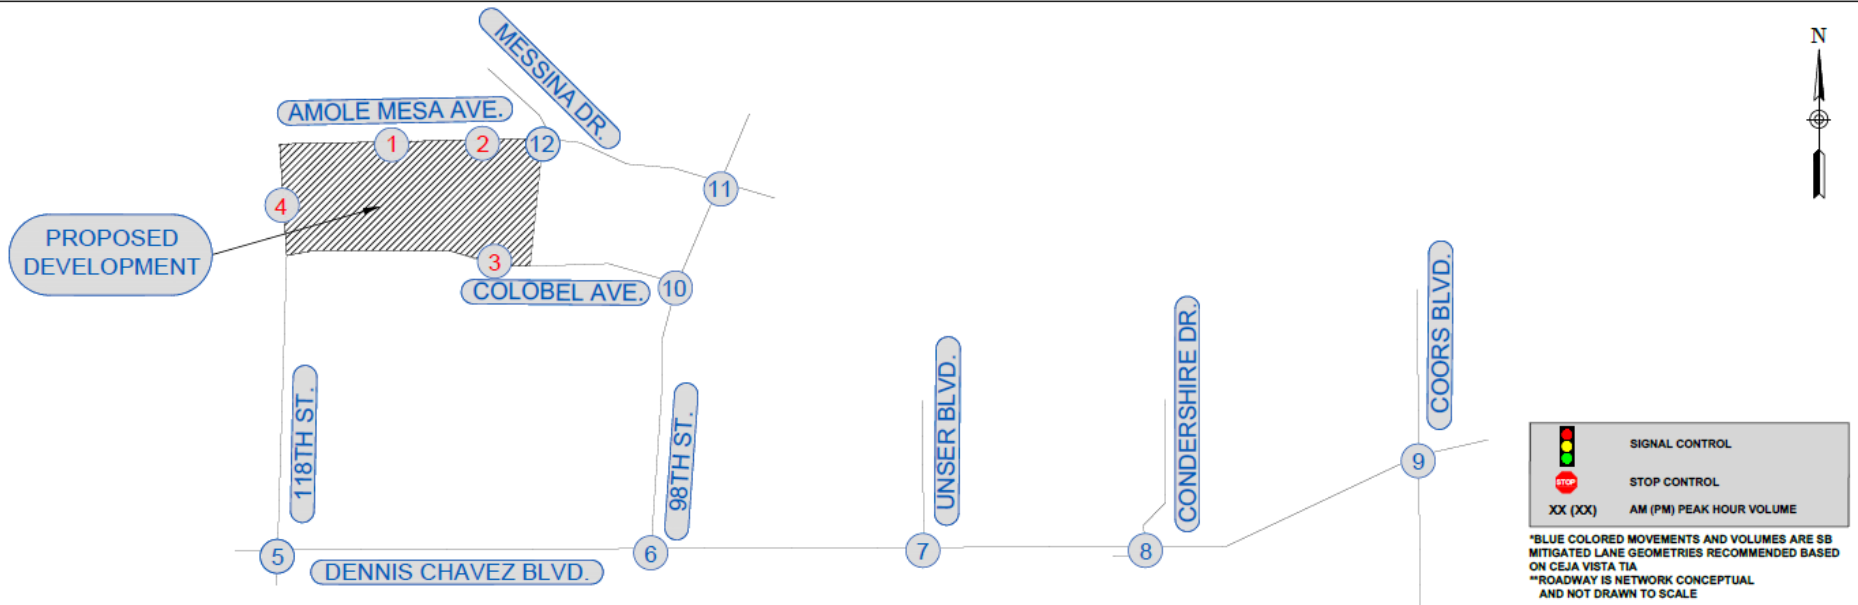 MESSINA DR.
N
AMOLE MESA AVE.
1
2
12
11
4
PROPOSED
DEVELOPMENT
3
COLOBEL AVE.
10
118TH ST.
98TH ST.
UNSER BLVD.
CONDERSHIRE DR.
COORS BLVD.
9
5
6
7
8
DENNIS CHAVEZ BLVD.
SIGNAL CONTROL
STOP
STOP CONTROL
XX (XX)
AM (PM) PEAK HOUR VOLUME
*BLUE COLORED MOVEMENTS AND VOLUMES ARE SB
MITIGATED LANE GEOMETRIES RECOMMENDED BASED
ON CEJA VISTA TIA
**ROADWAY IS NETWORK CONCEPTUAL
AND NOT DRAWN TO SCALE